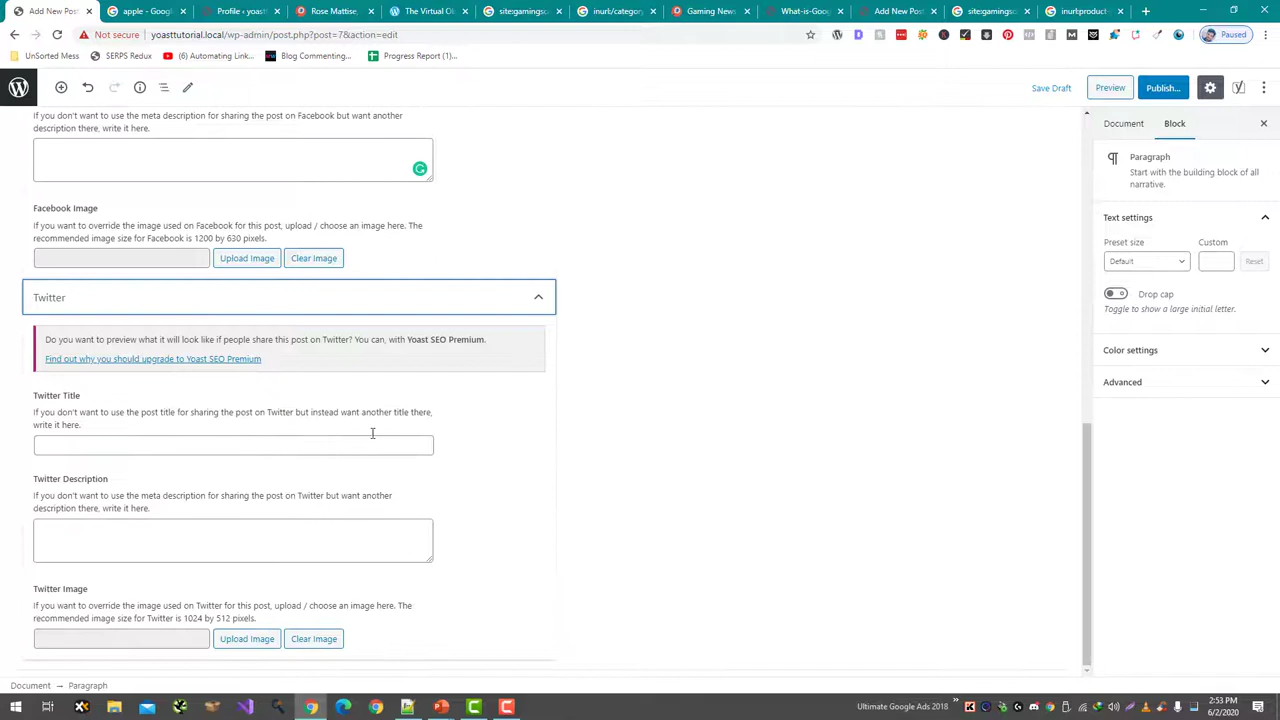 Add New Pos
apple - Googl
Profile ‹ yoastt
Rose Mattise,
The Virtual Ob
site:gamingso
inurl/category
Gaming News
What-is-Goog
Add New Post
site:gamingso
inurl:product-
Not secure yoasttutorial.local/wp-admin/post.php?post=7&action=edit
Paused
UnSorted Mess
SERPS Redux
(6) Automating Link...
Blog Commenting...
Progress Report (1)...
Save Draft
Preview
Publish...
If you don't want to use the meta description for sharing the post on Facebook but want another
description there, write it here.
Document
Block
Paragraph
Start with the building block of all
narrative.
Facebook Image
If you want to override the image used on Facebook for this post, upload / choose an image here. The
recommended image size for Facebook is 1200 by 630 pixels.
Upload Image
Clear Image
Text settings
Preset size
Custom
Default
Reset
Drop cap
Toggle to show a large initial letter.
Color settings
Advanced
Twitter
Do you want to preview what it will look like if people share this post on Twitter? You can, with Yoast SEO Premium.
Find out why you should upgrade to Yoast SEO Premium
Twitter Title
If you don't want to use the post title for sharing the post on Twitter but instead want another title there,
write it here.
Twitter Description
If you don't want to use the meta description for sharing the post on Twitter but want another
description there, write it here.
Twitter Image
If you want to override the image used on Twitter for this post, upload / choose an image here. The
recommended image size for Twitter is 1024 by 512 pixels.
Upload Image
Clear Image
Document → Paragraph
Ultimate Google Ads 2018
2:53 PM
6/2/2020